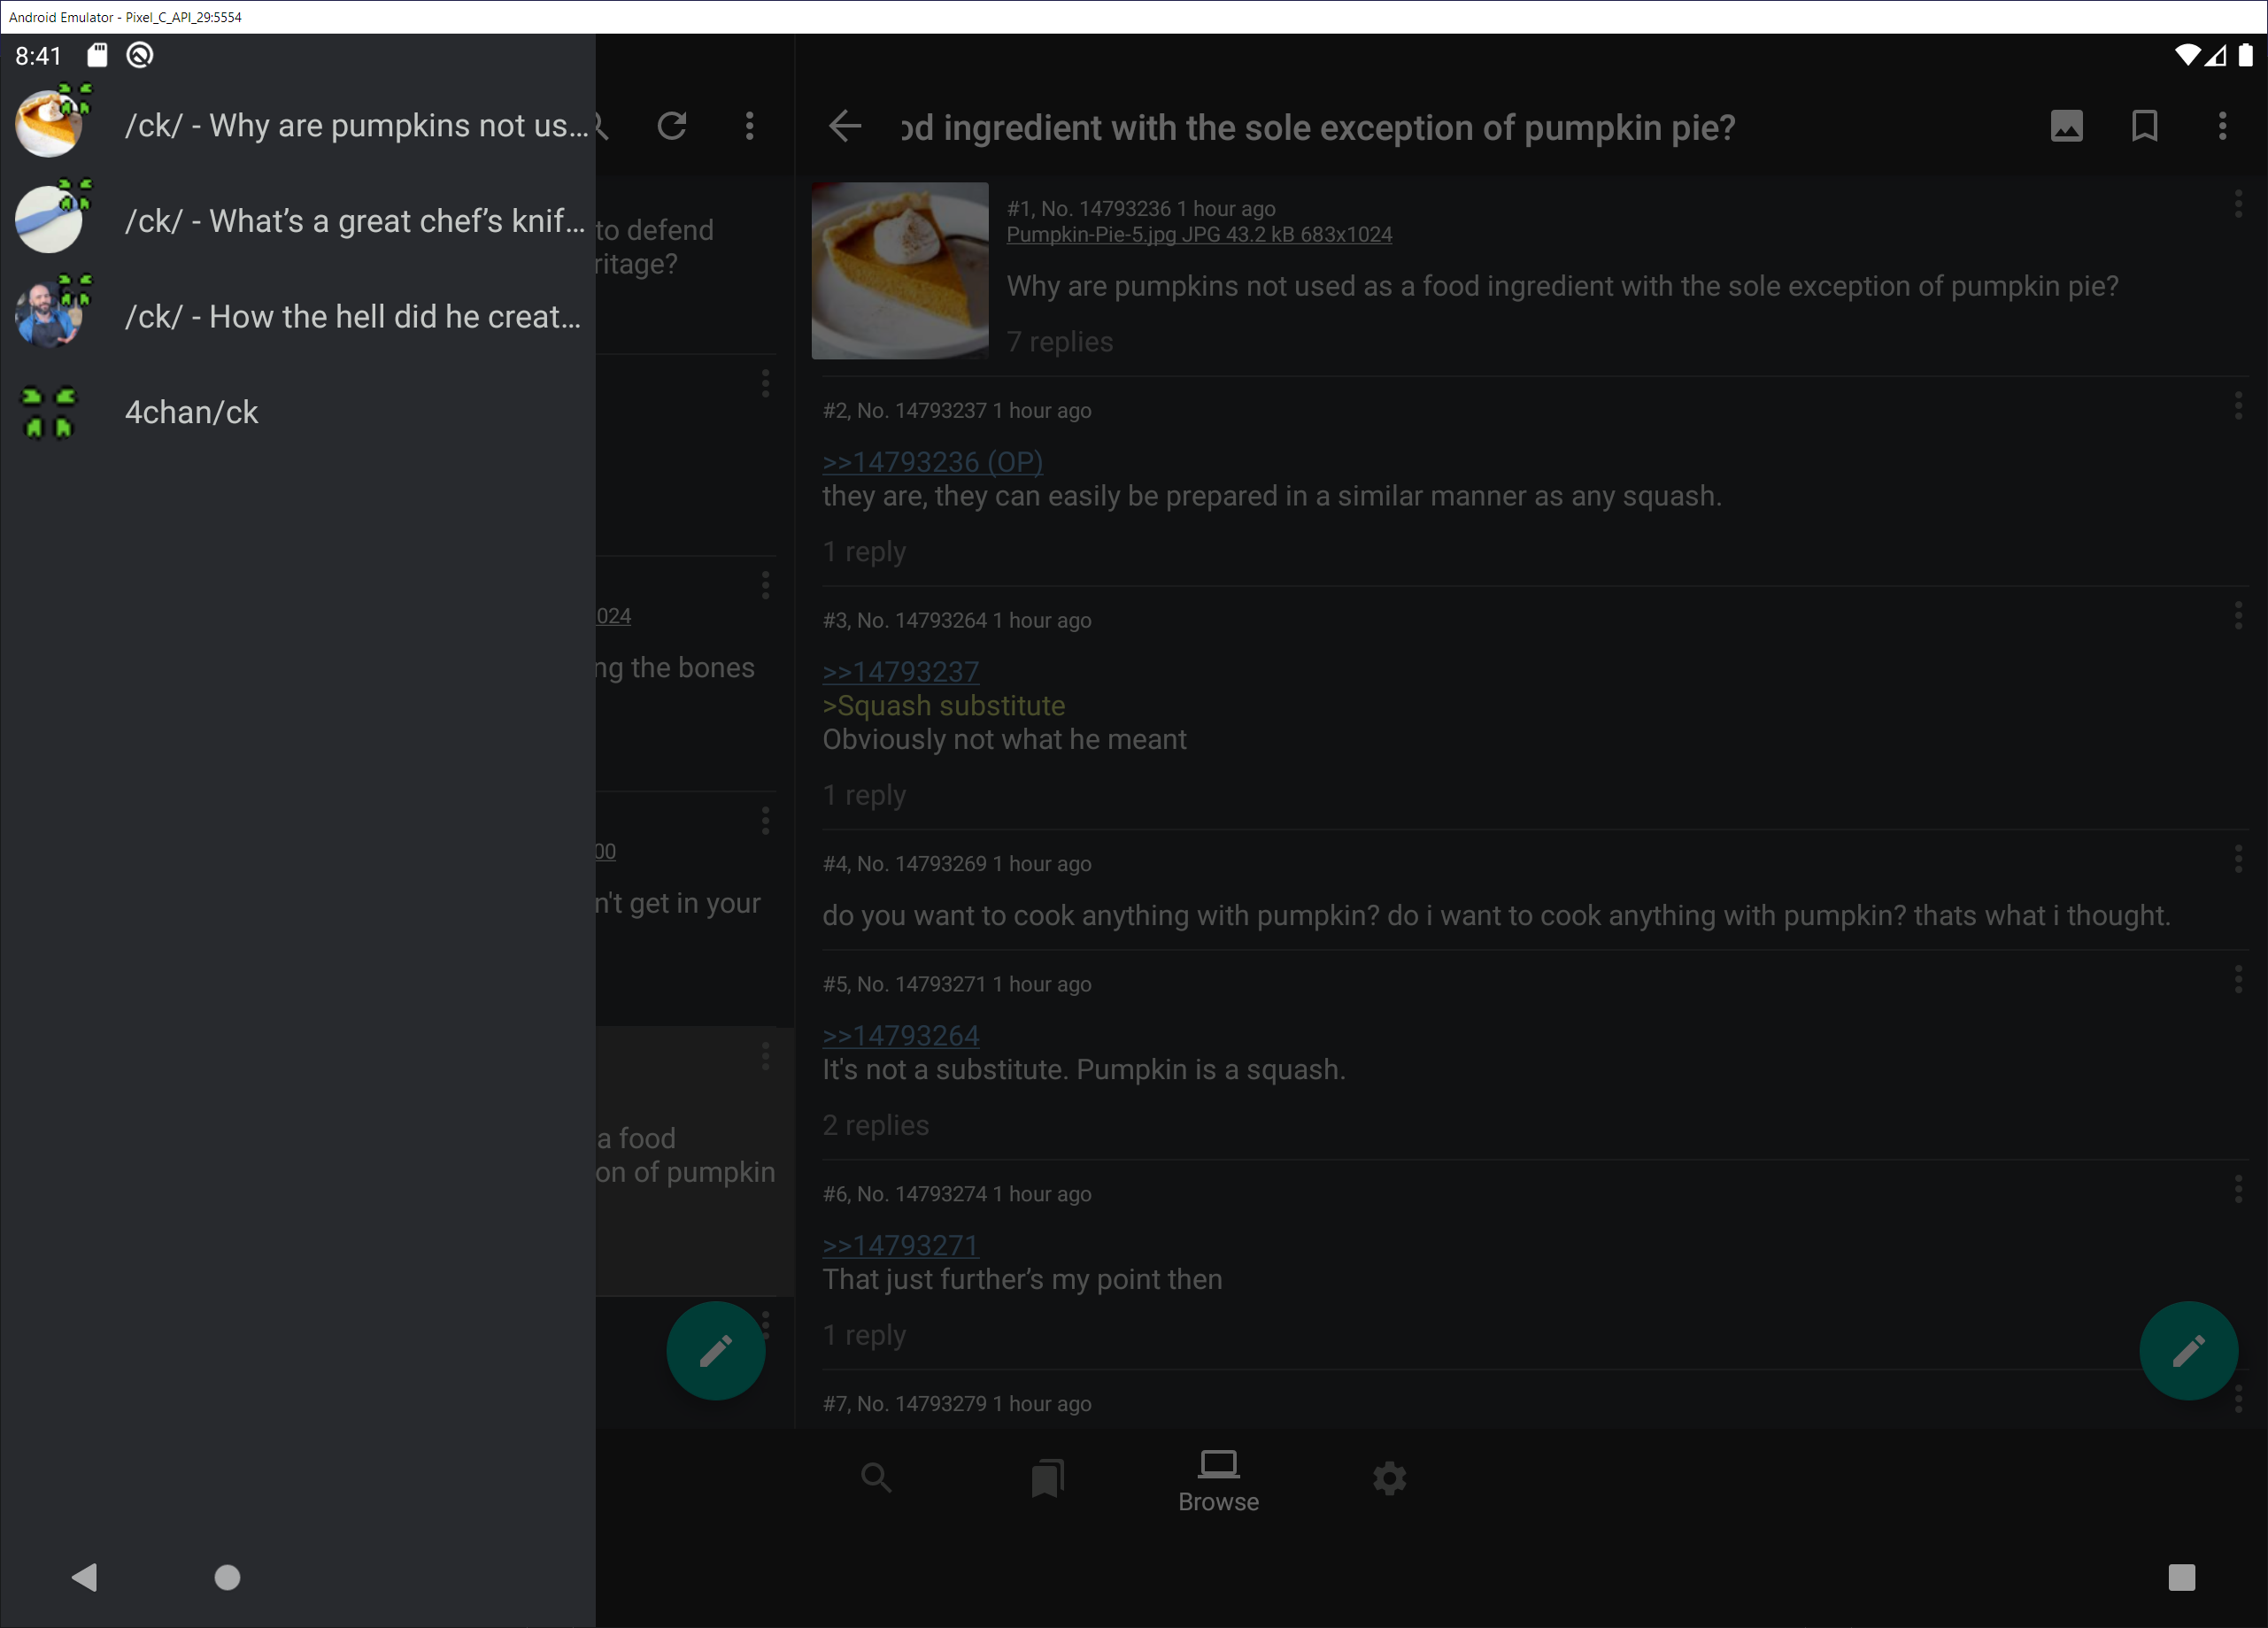 Android Emulator - Pixel_C_API_29:5554
8:41
/ck/ - Why are pumpkins not us…
/ck/ - What’s a great chef’s knif…
/ck/ - How the hell did he creat…
4chan/ck
to defend
ritage?
024
ng the bones
00
n't get in your
a food
on of pumpkin
od ingredient with the sole exception of pumpkin pie?
#1, No. 14793236 1 hour ago
Pumpkin-Pie-5.jpg JPG 43.2 kB 683x1024
Why are pumpkins not used as a food ingredient with the sole exception of pumpkin pie?
7 replies
#2, No. 14793237 1 hour ago
>>14793236 (OP)
they are, they can easily be prepared in a similar manner as any squash.
1 reply
#3, No. 14793264 1 hour ago
>>14793237
>Squash substitute
Obviously not what he meant
1 reply
#4, No. 14793269 1 hour ago
do you want to cook anything with pumpkin? do i want to cook anything with pumpkin? thats what i thought.
#5, No. 14793271 1 hour ago
>>14793264
It's not a substitute. Pumpkin is a squash.
2 replies
#6, No. 14793274 1 hour ago
>>14793271
That just further’s my point then
1 reply
#7, No. 14793279 1 hour ago
Browse